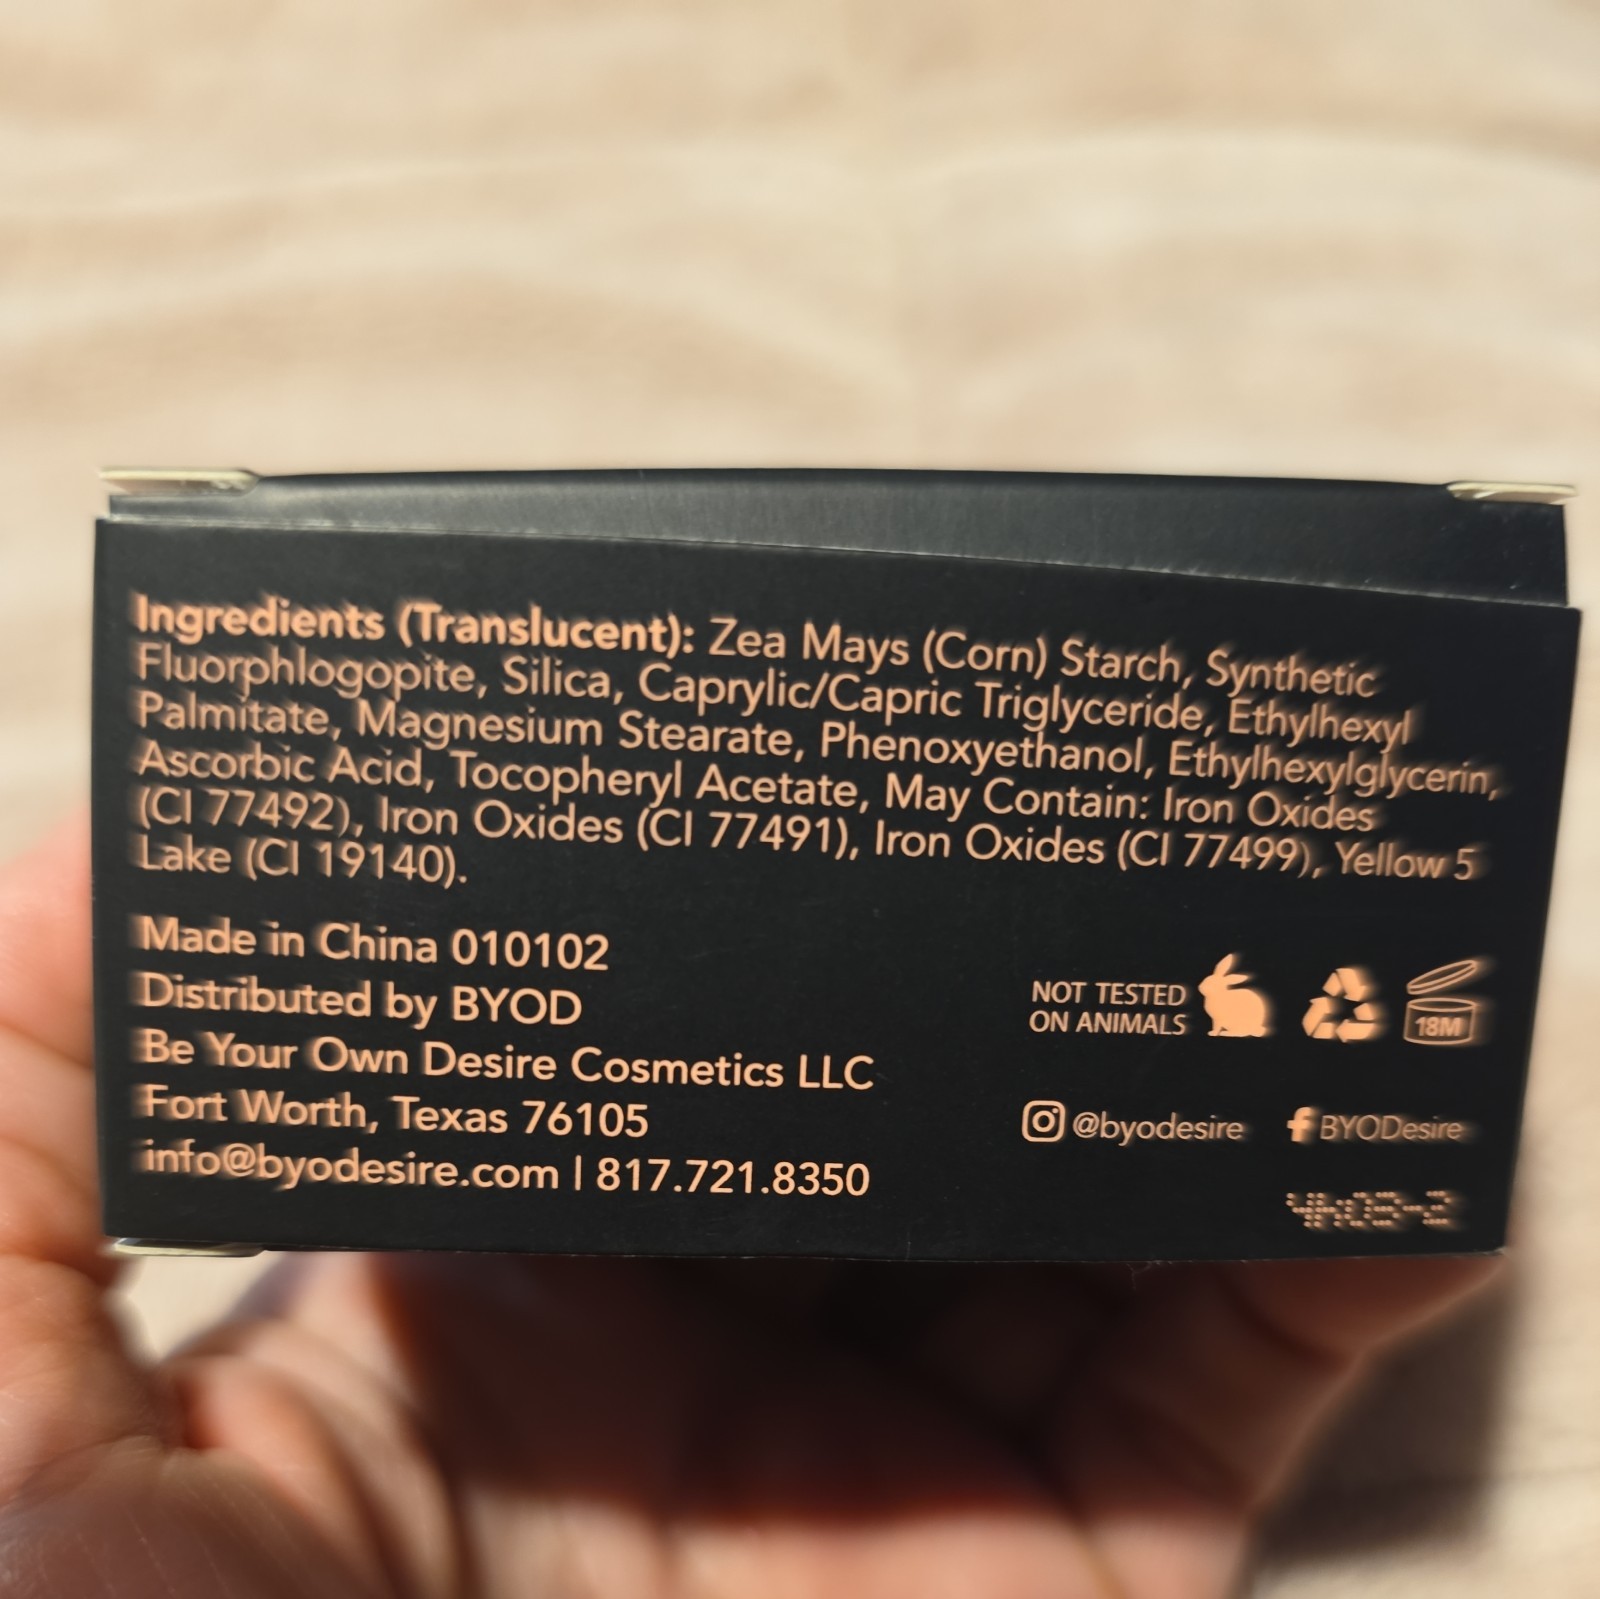 Ingredients (Translucent): Zea Mays (Corn) Starch, Synthetic
Fluorphlogopite, Silica, Caprylic/Capric Triglyceride, Ethylhexyl
Palmitate, Magnesium Stearate, Phenoxyethanol, Ethylhexylglycerin,
Ascorbic Acid, Tocopheryl Acetate, May Contain: Iron Oxides
(CI 77492), Iron Oxides (CI 77491), Iron Oxides (CI 77499), Yellow 5
Lake (CI 19140).
Made in China 010102
Distributed by BYOD
Be Your Own Desire Cosmetics LLC
Fort Worth, Texas 76105
info@byodesire.com | 817.721.8350
NOT TESTED
ON ANIMALS
18M
@byodesire
BYODesire